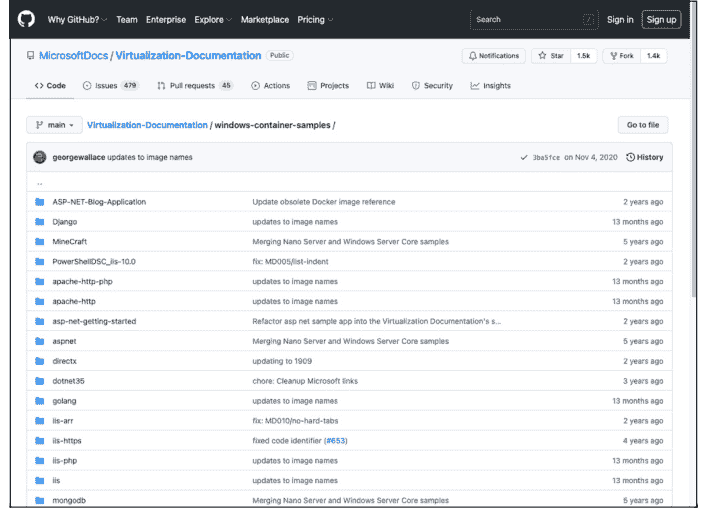 Why GitHub? Team Enterprise Explore Marketplace Pricing Search / Sign in Sign up
MicrosoftDocs / Virtualization-Documentation Public Notifications Star 1.5k Fork 1.4k
Code Issues 479 Pull requests 45 Actions Projects Wiki Security Insights
main Virtualization-Documentation / windows-container-samples / Go to file
georgewallace updates to image names 3ba5fce on Nov 4, 2020 History
..
ASP-NET-Blog-Application Update obsolete Docker image reference 2 years ago
Django updates to image names 13 months ago
MineCraft Merging Nano Server and Windows Server Core samples 5 years ago
PowerShellDSC_iis-10.0 fix: MD005/list-indent 2 years ago
apache-http-php updates to image names 13 months ago
apache-http updates to image names 13 months ago
asp-net-getting-started Refactor asp net sample app into the Virtualization Documentation's s... 2 years ago
aspnet Merging Nano Server and Windows Server Core samples 5 years ago
directx updating to 1909 2 years ago
dotnet35 chore: Cleanup Microsoft links 3 years ago
golang updates to image names 13 months ago
iis-arr fix: MD010/no-hard-tabs 2 years ago
iis-https fixed code identifier (#653) 4 years ago
iis-php updates to image names 13 months ago
iis updates to image names 13 months ago
mongodb Merging Nano Server and Windows Server Core samples 5 years ago